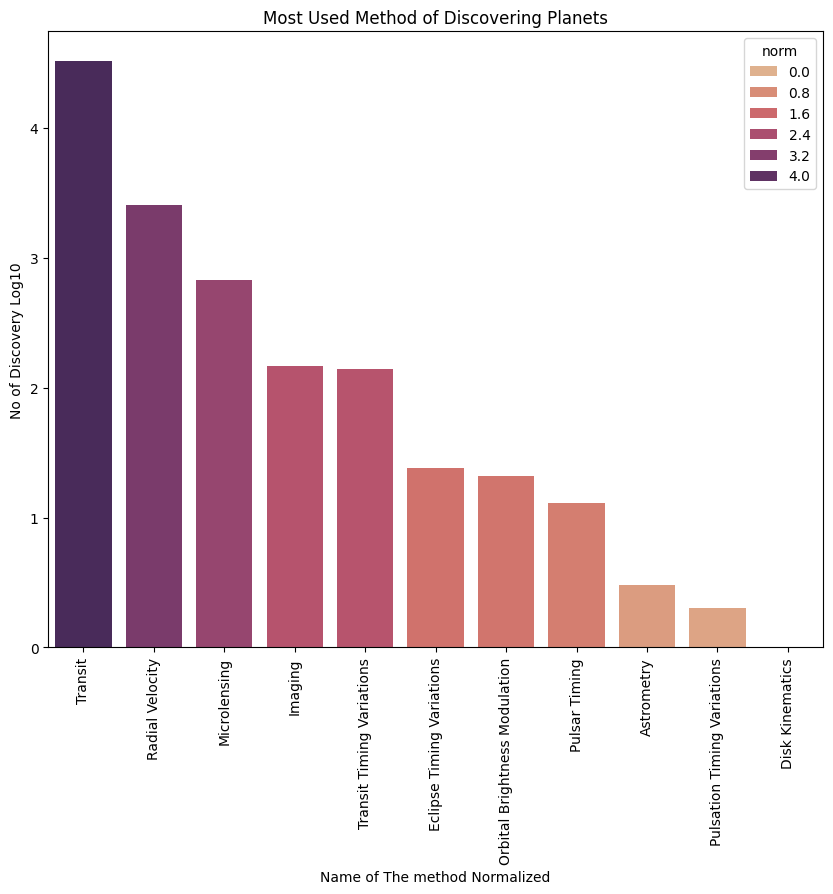 Most Used Method of Discovering Planets
norm
0.0
0.8
1.6
2.4
3.2
4.0
No of Discovery Log10
4
3
2
1
0
Transit
Radial Velocity
Microlensing
Imaging
Transit Timing Variations
Eclipse Timing Variations
Orbital Brightness Modulation
Pulsar Timing
Astrometry
Pulsation Timing Variations
Disk Kinematics
Name of The method Normalized